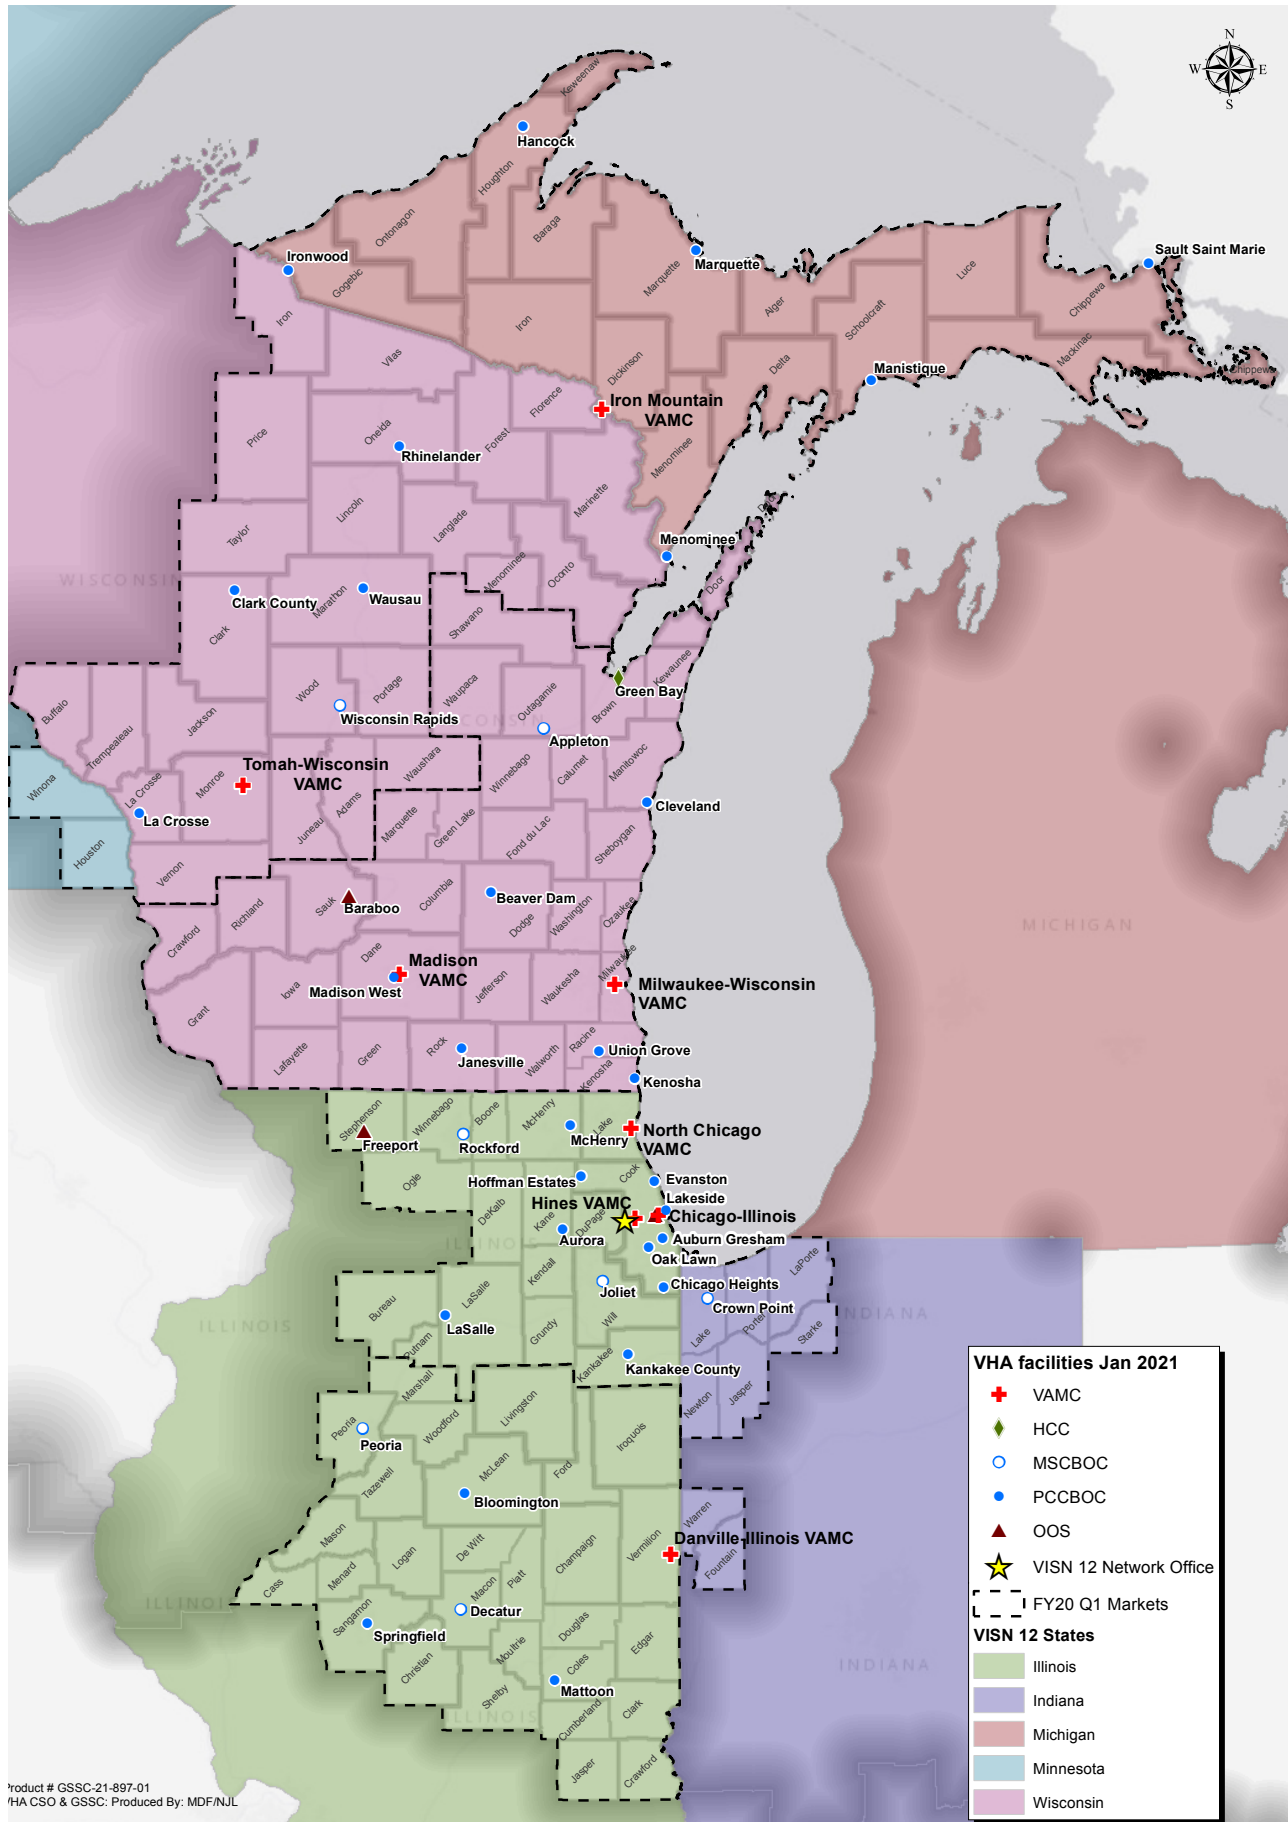 N
W
E
S
Keweenaw
Hancock
Houghton
Ontonagon
Baraga
Ironwood
Gogebic
Marquette
Marquette
Sault Saint Marie
Luce
Chippewa
Alger
Schoolcraft
Iron
Iron
Mackinac
Chippewa
Dickinson
Delta
Manistique
Vilas
Florence
Iron Mountain
VAMC
Price
Oneida
Forest
Rhinelander
Menominee
Marinette
Lincoln
Langlade
Taylor
Door
Menominee
WISCONSIN
Menominee
Oconto
Door
Clark County
Marathon
Wausau
Clark
Shawano
Kewaunee
Green Bay
Brown
Wood
Portage
Waupaca
Outagamie
Buffalo
Trempealeau
Jackson
Wisconsin Rapids
WISCONSIN
Appleton
Tomah-Wisconsin
VAMC
Waushara
Winnebago
Calumet
Manitowoc
Winona
La Crosse
Monroe
Adams
Juneau
Cleveland
La Crosse
Marquette
Green Lake
Fond du Lac
Sheboygan
Houston
Vernon
Richland
Sauk
Baraboo
Columbia
Beaver Dam
Dodge
Washington
Ozaukee
Crawford
MICHIGAN
Dane
Madison
VAMC
Madison West
Milwaukee
Milwaukee-Wisconsin
VAMC
Iowa
Jefferson
Waukesha
Grant
Lafayette
Green
Rock
Janesville
Walworth
Racine
Union Grove
Kenosha
Kenosha
Stephenson
Winnebago
Boone
McHenry
Lake
Freeport
Rockford
McHenry
North Chicago
VAMC
Ogle
Hoffman Estates
Cook
Evanston
DeKalb
Kane
DuPage
Hines VAMC
Lakeside
Chicago-Illinois
Aurora
ILLINOIS
Auburn Gresham
Oak Lawn
Kendall
LaPorte
Joliet
Chicago Heights
Crown Point
Bureau
LaSalle
LaSalle
Putnam
Grundy
Will
Lake
Porter
Starke
INDIANA
ILLINOIS
Kankakee
Kankakee County
Marshall
Newton
Jasper
Peoria
Peoria
Woodford
Livingston
Iroquois
Tazewell
McLean
Ford
Bloomington
Warren
Mason
Logan
De Witt
Champaign
Vermilion
Danville-Illinois VAMC
Fountain
Cass
Menard
Macon
Piatt
ILLINOIS
Decatur
Sangamon
Springfield
Christian
Moultrie
Douglas
Edgar
Shelby
Coles
Mattoon
INDIANA
ILLINOIS
Cumberland
Clark
Jasper
Crawford
VHA facilities Jan 2021
VAMC
HCC
MSCBOC
PCCBOC
OOS
VISN 12 Network Office
FY20 Q1 Markets
VISN 12 States
Illinois
Indiana
Michigan
Minnesota
Wisconsin
Product # GSSC-21-897-01
VHA CSO & GSSC: Produced By: MDF/NJL